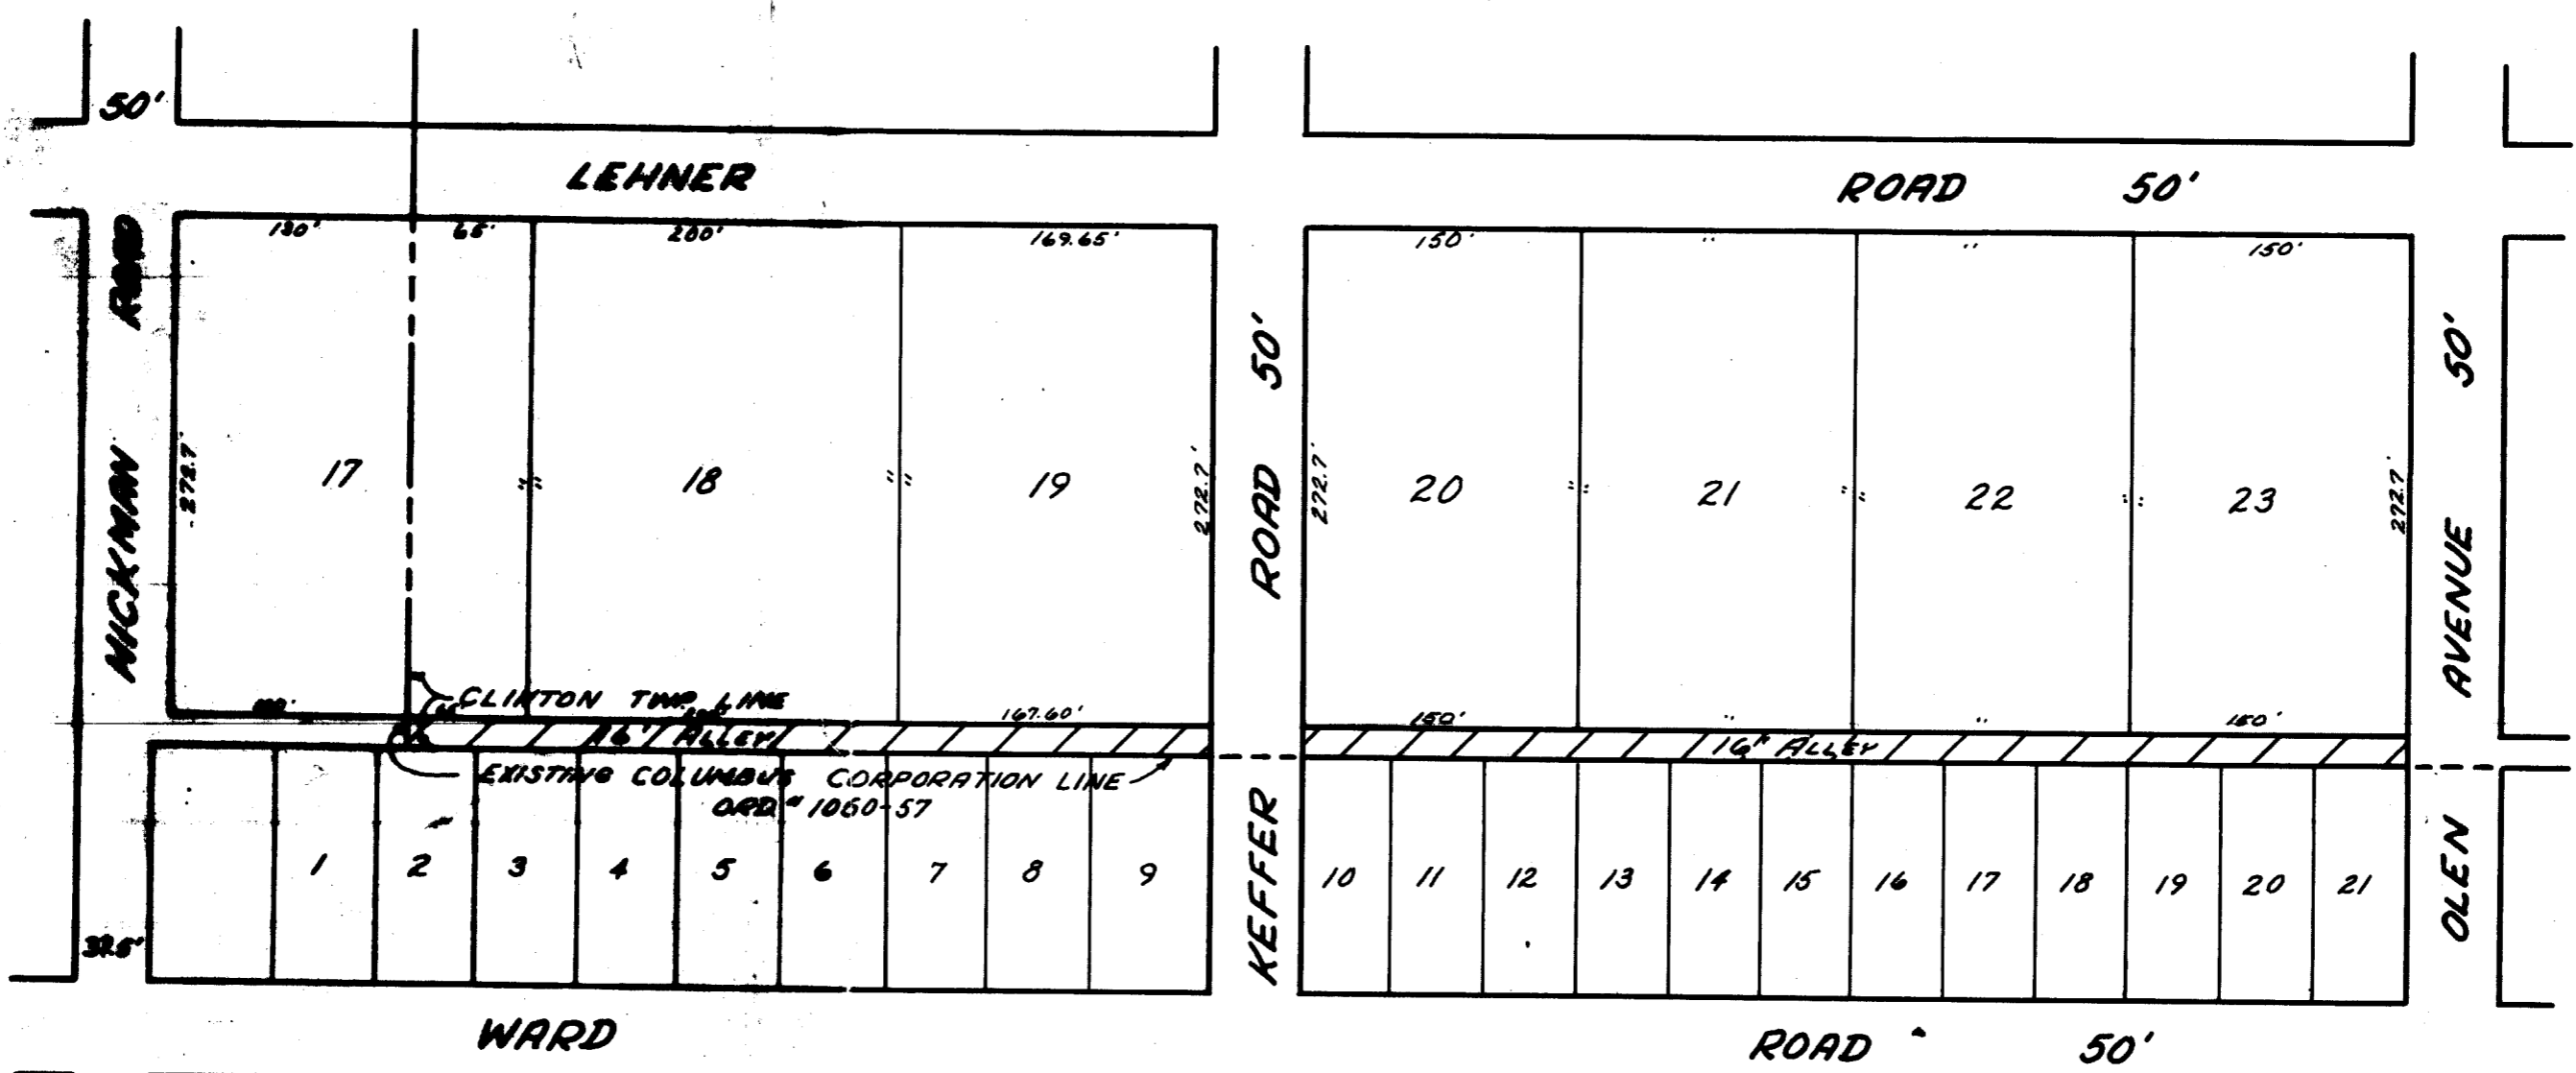 50'
LEHNER ROAD 50'
130' 65' 200' 169.65' 150' " " 150'
HICKMAN ROAD
272.7'
17 " " 18 " " 19 272.7'
KEFFER ROAD 50'
272.7' 20 " " 21 " " 22 " " 23 272.7'
OLEN AVENUE 50'
CLINTON TWP. LINE
167.60' 150' " " 150'
16' ALLEY 16' ALLEY
EXISTING COLUMBUS CORPORATION LINE
ORD # 1060-57
1 2 3 4 5 6 7 8 9 10 11 12 13 14 15 16 17 18 19 20 21
37.5'
WARD ROAD 50'